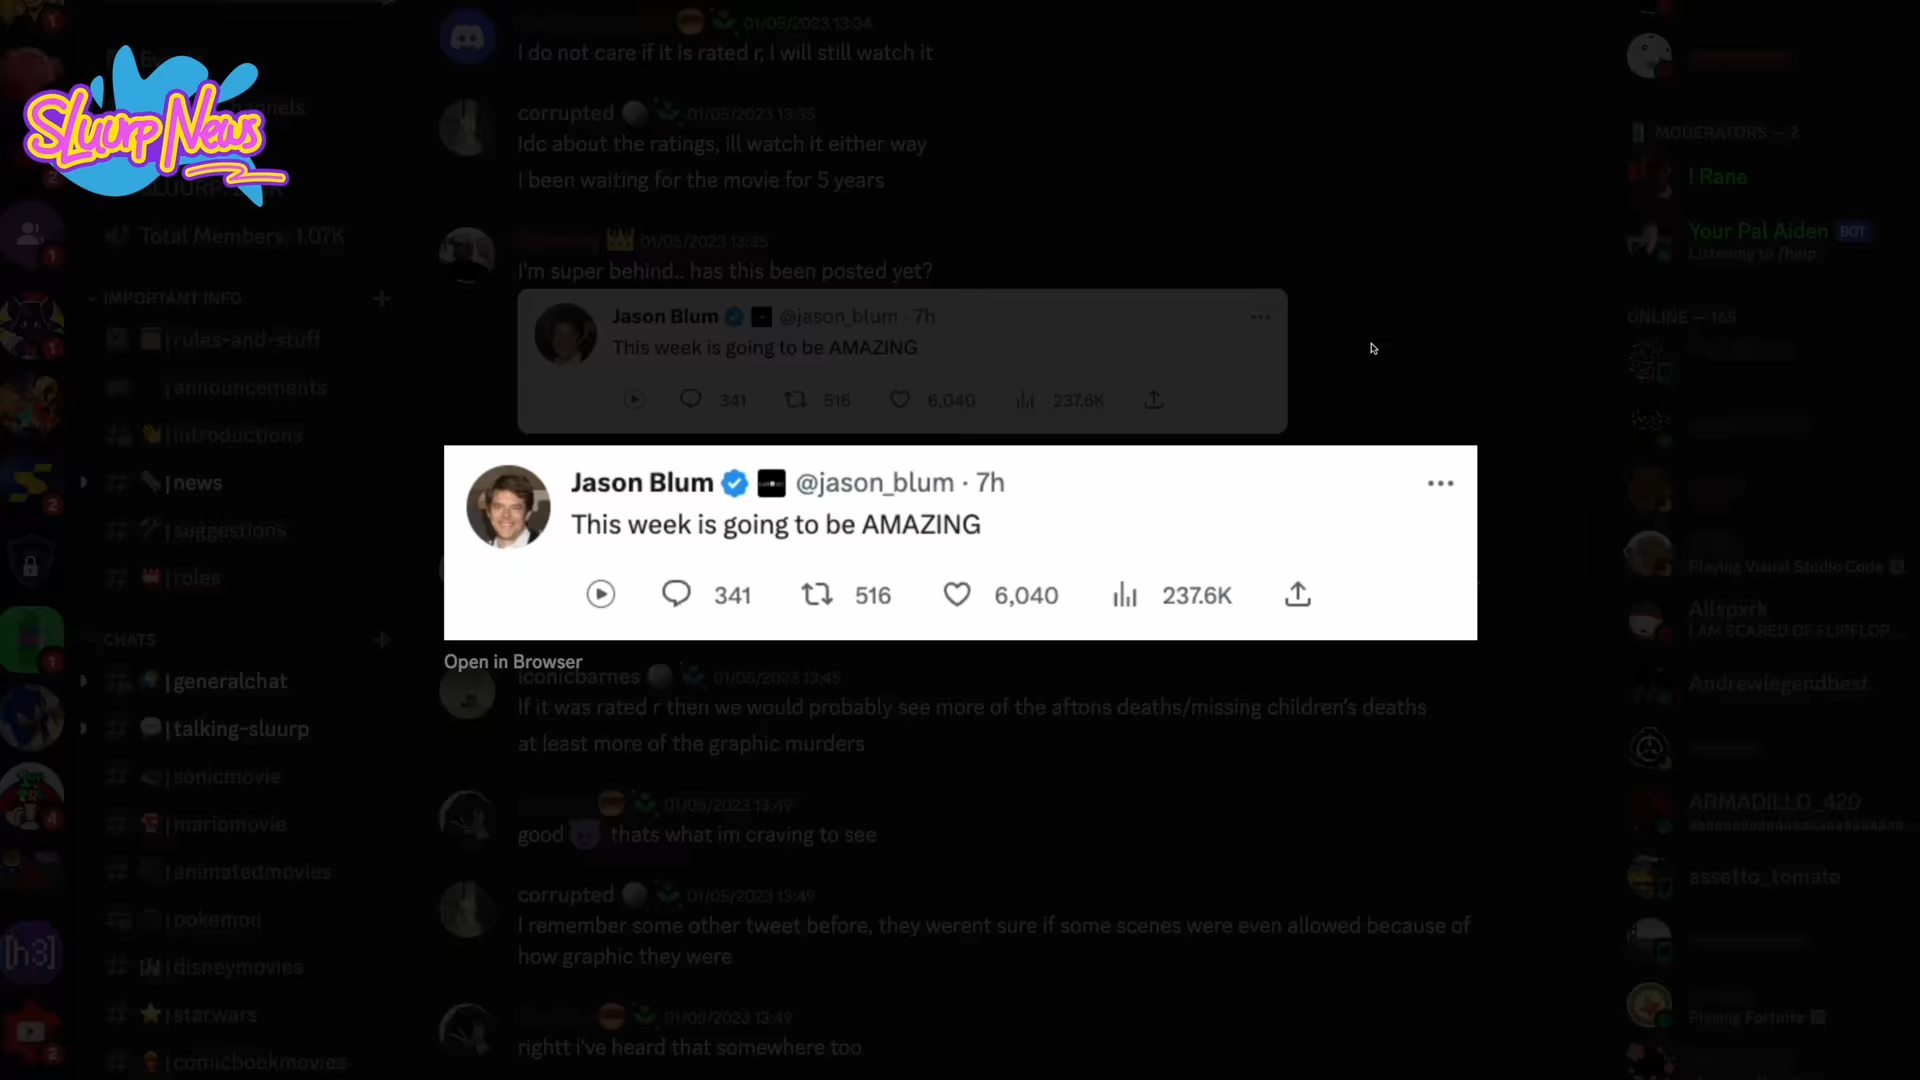 01/05/2023 13:34
I do not care if it is rated r, I will still watch it
corrupted 01/05/2023 13:35
Idc about the ratings, ill watch it either way
I been waiting for the movie for 5 years
01/05/2023 13:35
I'm super behind.. has this been posted yet?
Jason Blum @jason_blum · 7h
This week is going to be AMAZING
341 516 6,040 237.6K
Jason Blum @jason_blum · 7h
This week is going to be AMAZING
341 516 6,040 237.6K
Open in Browser
iconicbarnes 01/05/2023 13:45
If it was rated r then we would probably see more of the aftons deaths/missing children's deaths
at least more of the graphic murders
01/05/2023 13:49
good thats what im craving to see
corrupted 01/05/2023 13:49
I remember some other tweet before, they werent sure if some scenes were even allowed because of
how graphic they were
01/05/2023 13:49
rightt i've heard that somewhere too
SLuurp News
Total Members: 1.07K
IMPORTANT INFO
# | rules-and-stuff
| announcements
# | introductions
# | news
# | suggestions
# | roles
CHATS
# | generalchat
# | talking-sluurp
# | sonicmovie
# | mariomovie
# | animatedmovies
# | pokemon
# | disneymovies
# | starwars
# | comicbookmovies
[h3]
MODERATORS — 2
! Rana
Your Pal Aiden BOT
Listening to /help
ONLINE — 165
Playing Visual Studio Code
Allspxrk
I AM SCARED OF FLIPFLOP ...
Andrewlegendbest
ARMADILLO_420
assetto_tomato
Playing Fortnite